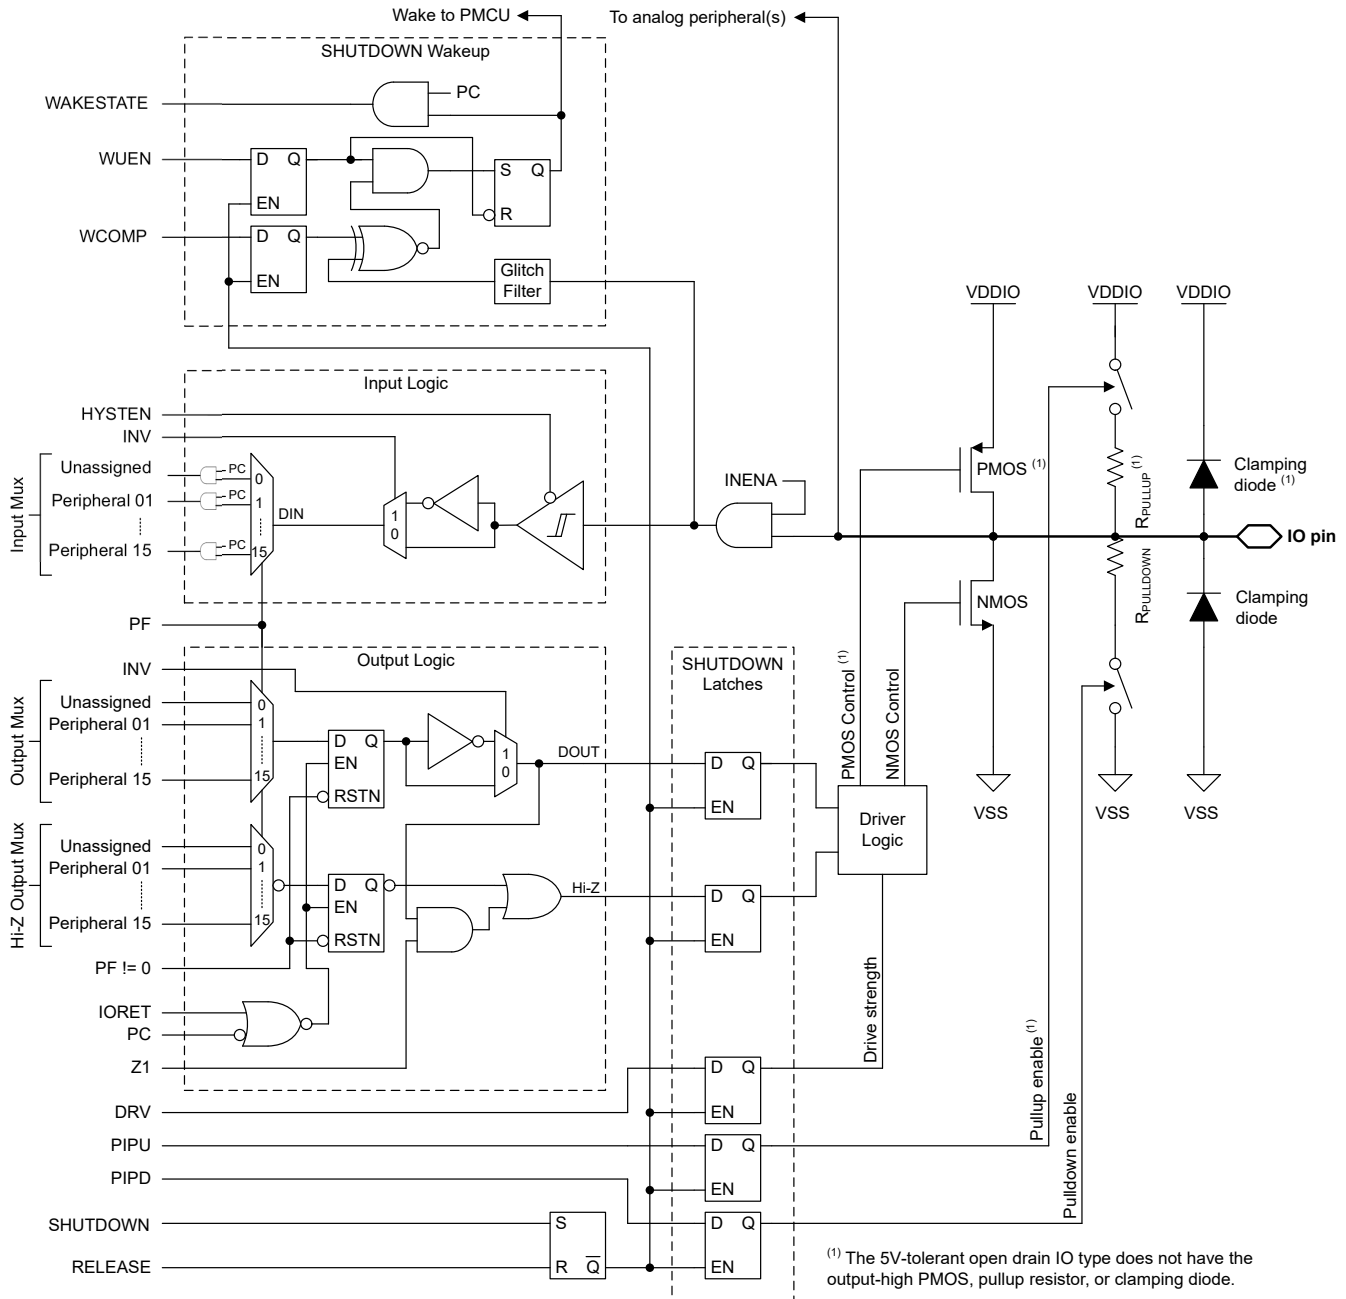 Wake to PMCU
To analog peripheral(s)
SHUTDOWN Wakeup
WAKESTATE
PC
WUEN
D Q
EN
S Q
R
WCOMP
D Q
EN
Glitch
Filter
VDDIO
VDDIO
VDDIO
Input Logic
HYSTEN
INV
Input Mux
Unassigned
PC
0
Peripheral 01
PC
1
Peripheral 15
PC
15
DIN
1
0
INENA
PMOS (1)
RPULLUP (1)
Clamping
diode (1)
IO pin
RPULLDOWN
NMOS
Clamping
diode
PF
Output Logic
INV
Output Mux
Unassigned
0
Peripheral 01
1
Peripheral 15
15
D Q
EN
RSTN
1
0
DOUT
SHUTDOWN
Latches
D Q
EN
PMOS Control (1)
NMOS Control
Driver
Logic
VSS
VSS
VSS
Hi-Z Output Mux
Unassigned
0
Peripheral 01
1
Peripheral 15
15
D Q
EN
RSTN
Hi-Z
D Q
EN
PF != 0
IORET
PC
Z1
Drive strength
D Q
EN
DRV
Pullup enable (1)
Pulldown enable
PIPU
D Q
EN
PIPD
SHUTDOWN
S
R Q
RELEASE
D Q
EN
(1) The 5V-tolerant open drain IO type does not have the
output-high PMOS, pullup resistor, or clamping diode.